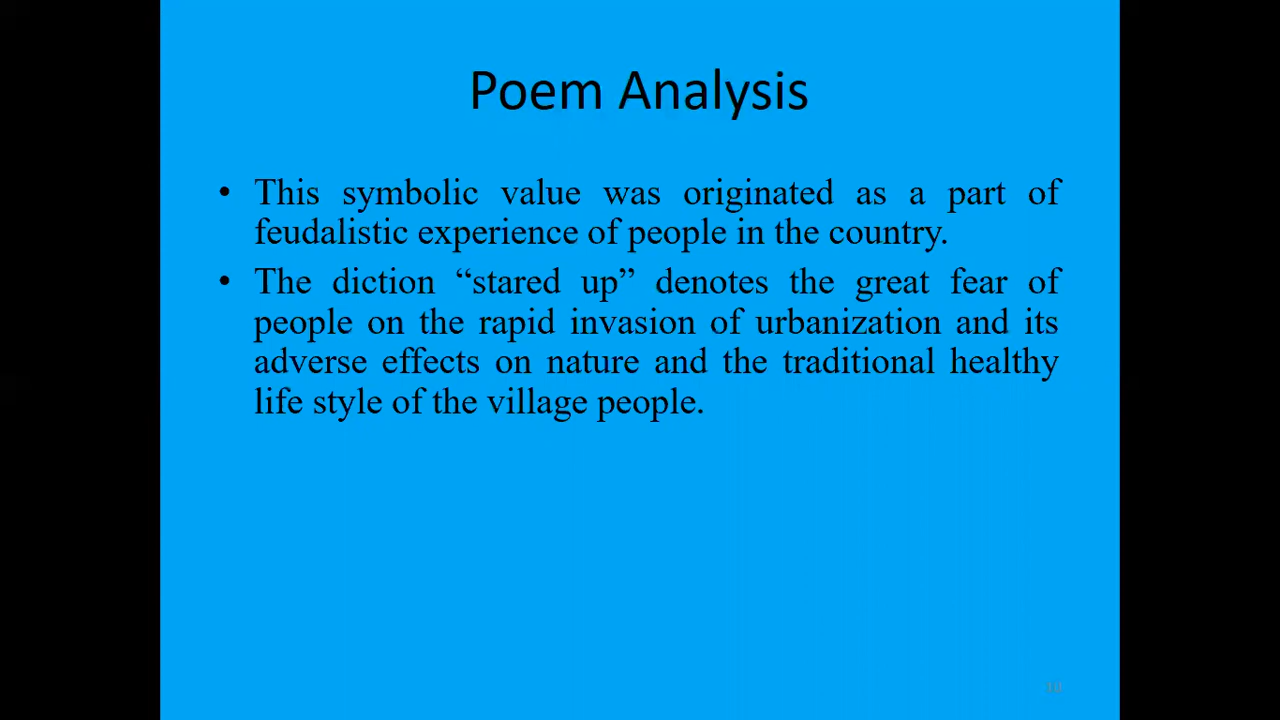 Poem Analysis
• This symbolic value was originated as a part of
feudalistic experience of people in the country.
• The diction “stared up” denotes the great fear of
people on the rapid invasion of urbanization and its
adverse effects on nature and the traditional healthy
life style of the village people.